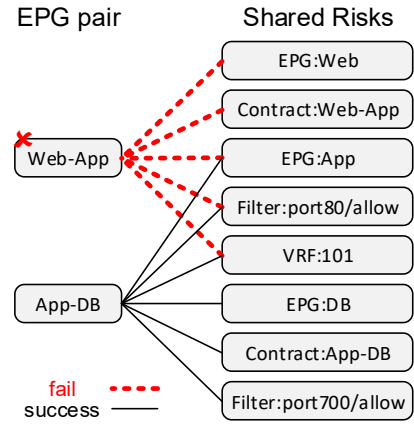 EPG pair
Shared Risks
EPG:Web
Contract:Web-App
Web-App
EPG:App
Filter:port80/allow
VRF:101
App-DB
EPG:DB
Contract:App-DB
Filter:port700/allow
fail
success